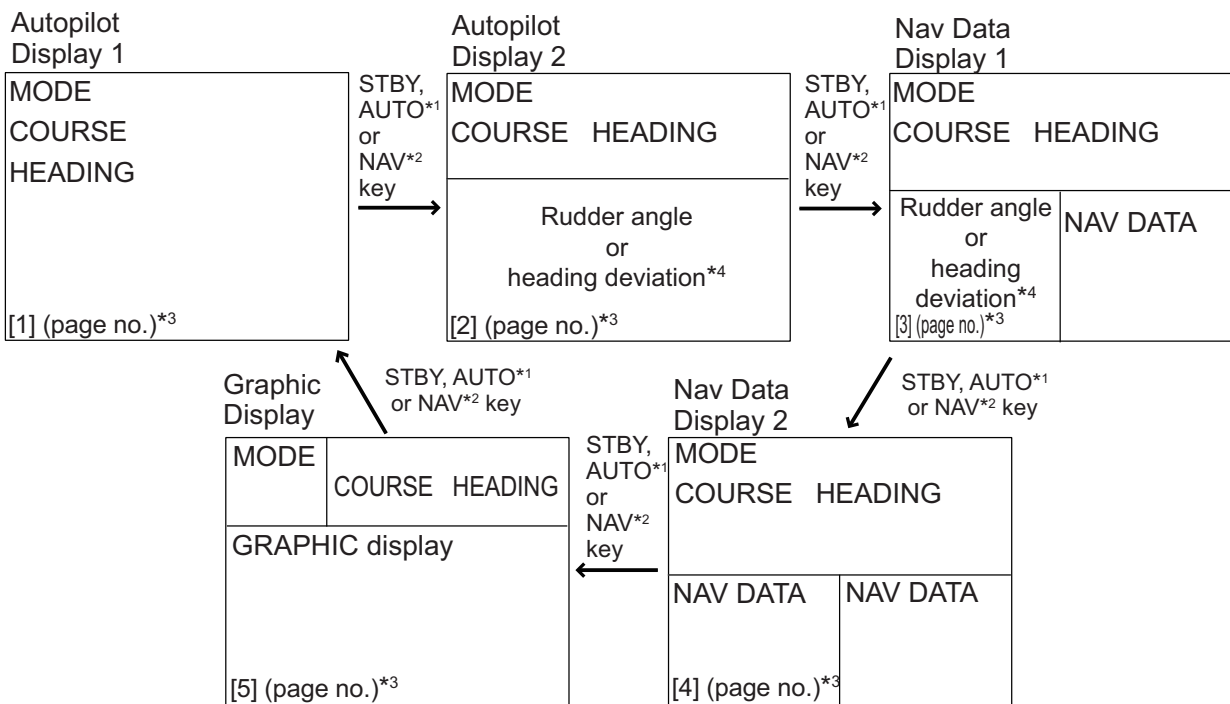 Autopilot
Display 1
MODE
COURSE
HEADING
[1] (page no.)*3
STBY,
AUTO*1
or
NAV*2
key
Autopilot
Display 2
MODE
COURSE HEADING
Rudder angle
or
heading deviation*4
[2] (page no.)*3
STBY,
AUTO*1
or
NAV*2
key
Nav Data
Display 1
MODE
COURSE HEADING
Rudder angle
or
heading
deviation*4
[3] (page no.)*3
NAV DATA
STBY, AUTO*1
or NAV*2 key
Nav Data
Display 2
MODE
COURSE HEADING
NAV DATA
[4] (page no.)*3
NAV DATA
STBY,
AUTO*1
or
NAV*2
key
Graphic
Display
MODE
COURSE HEADING
GRAPHIC display
[5] (page no.)*3
STBY, AUTO*1
or NAV*2 key